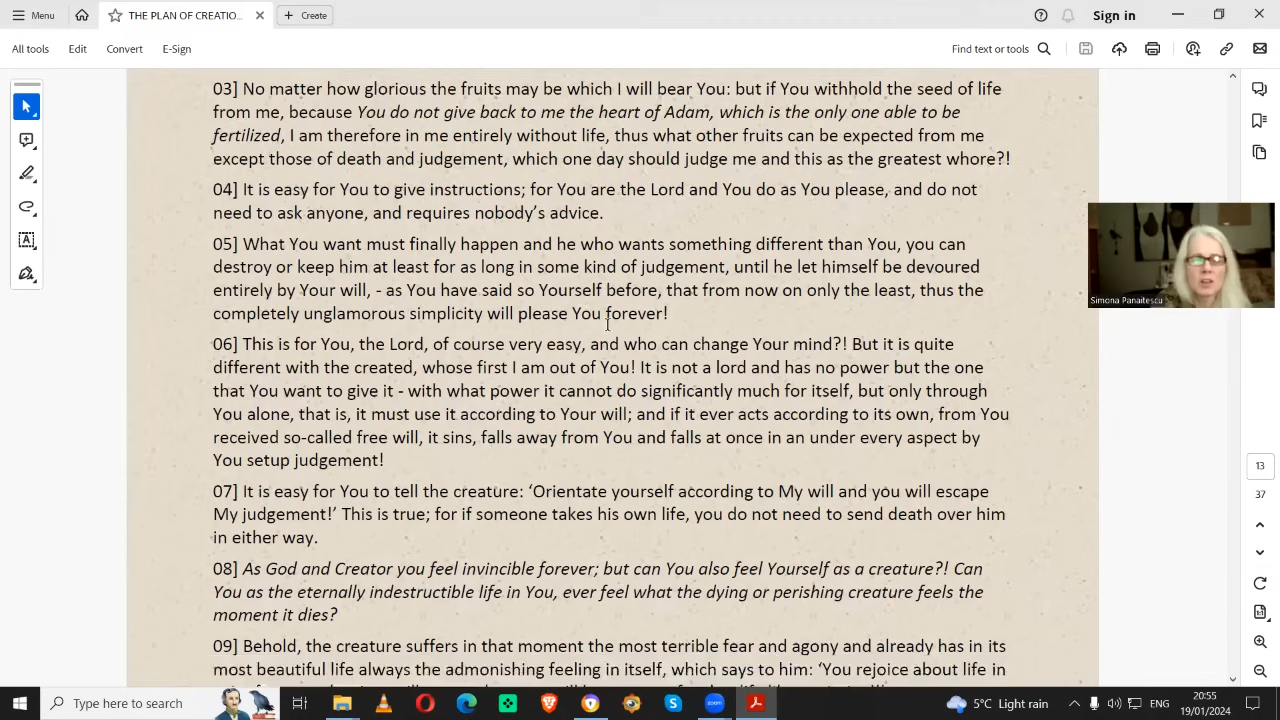 Menu
THE PLAN OF CREATIO...
Create
Sign in
All tools
Edit
Convert
E-Sign
Find text or tools
03] No matter how glorious the fruits may be which I will bear You: but if You withhold the seed of life
from me, because You do not give back to me the heart of Adam, which is the only one able to be
fertilized, I am therefore in me entirely without life, thus what other fruits can be expected from me
except those of death and judgement, which one day should judge me and this as the greatest whore?!
04] It is easy for You to give instructions; for You are the Lord and You do as You please, and do not
need to ask anyone, and requires nobody’s advice.
05] What You want must finally happen and he who wants something different than You, you can
destroy or keep him at least for as long in some kind of judgement, until he let himself be devoured
entirely by Your will, - as You have said so Yourself before, that from now on only the least, thus the
completely unglamorous simplicity will please You forever!
06] This is for You, the Lord, of course very easy, and who can change Your mind?! But it is quite
different with the created, whose first I am out of You! It is not a lord and has no power but the one
that You want to give it - with what power it cannot do significantly much for itself, but only through
You alone, that is, it must use it according to Your will; and if it ever acts according to its own, from You
received so-called free will, it sins, falls away from You and falls at once in an under every aspect by
You setup judgement!
07] It is easy for You to tell the creature: ‘Orientate yourself according to My will and you will escape
My judgement!’ This is true; for if someone takes his own life, you do not need to send death over him
in either way.
08] As God and Creator you feel invincible forever; but can You also feel Yourself as a creature?! Can
You as the eternally indestructible life in You, ever feel what the dying or perishing creature feels the
moment it dies?
09] Behold, the creature suffers in that moment the most terrible fear and agony and already has in its
most beautiful life always the admonishing feeling in itself, which says to him: ‘You rejoice about life in
Simona Panaitescu
13
37
Type here to search
5°C Light rain
ENG
20:55
19/01/2024